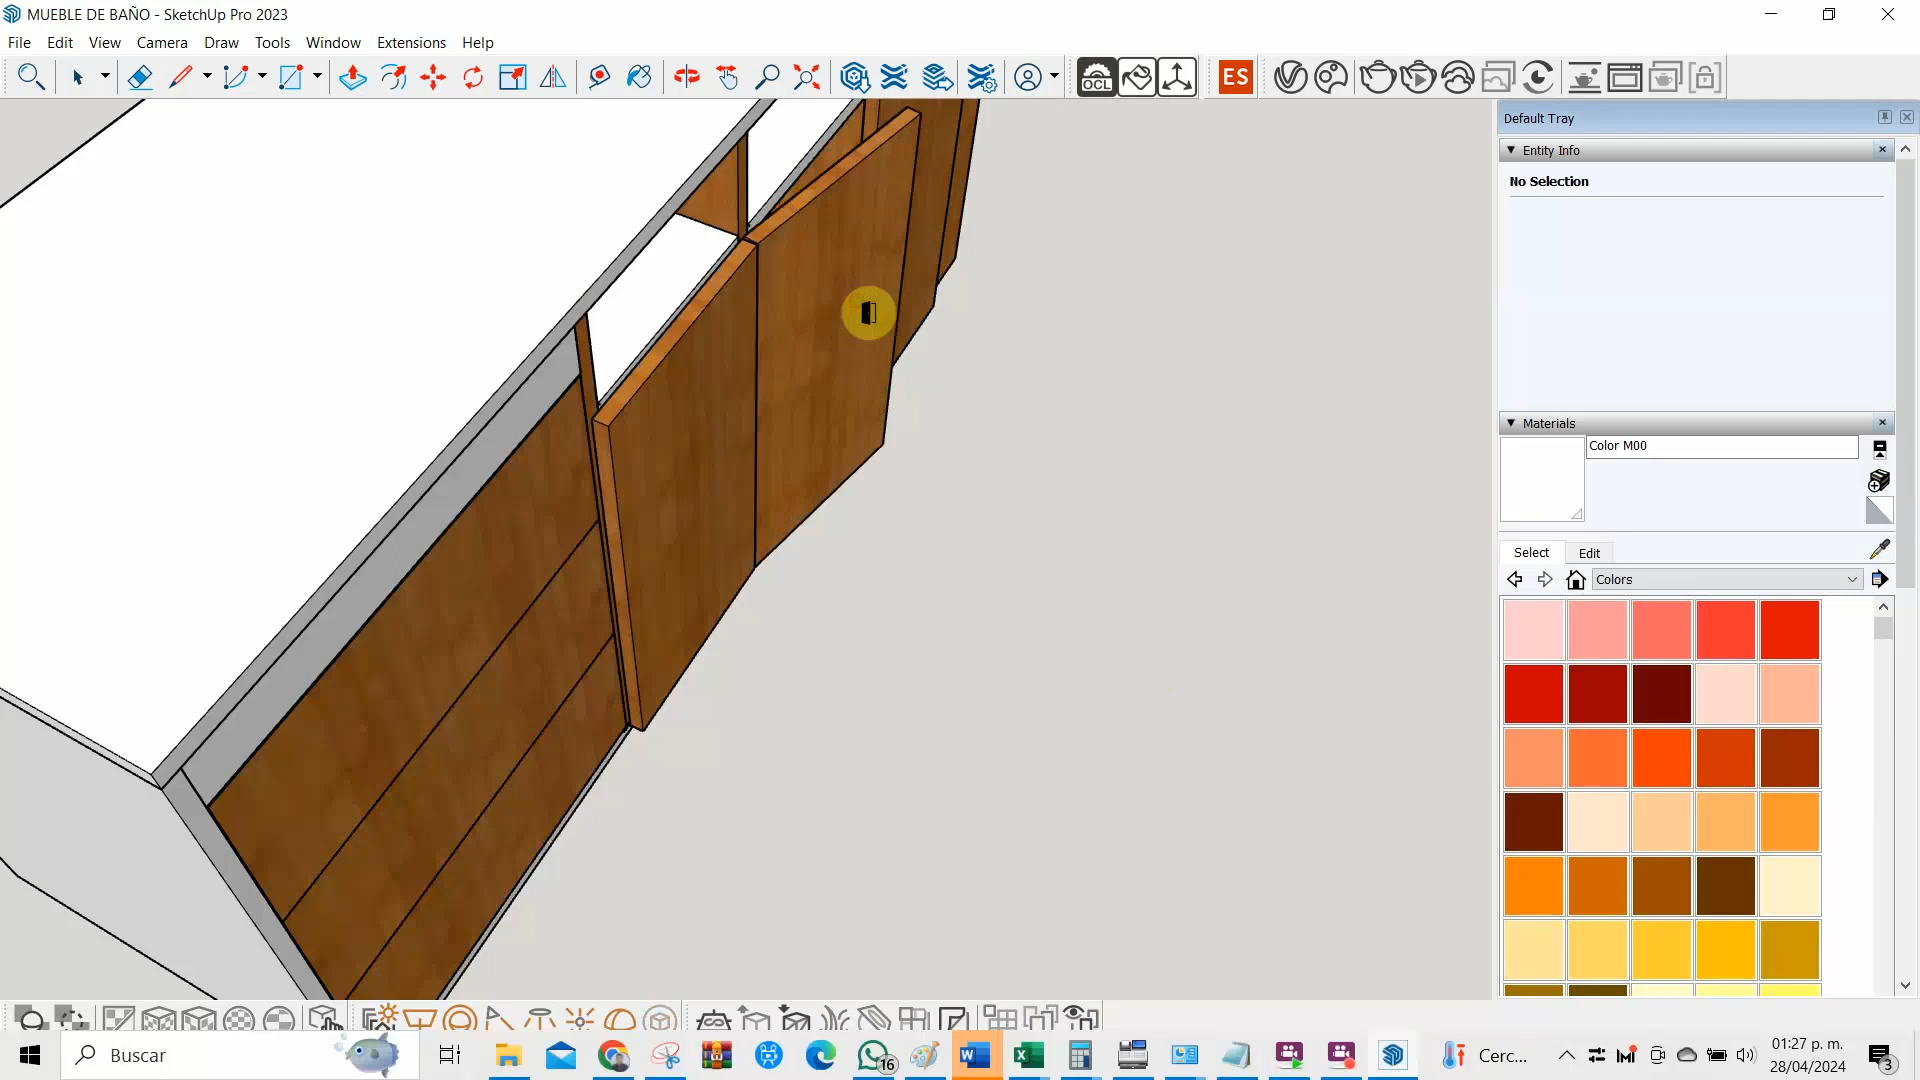 MUEBLE DE BAÑO - SketchUp Pro 2023
File Edit View Camera Draw Tools Window Extensions Help
OCL ES
Default Tray
Entity Info
No Selection
Materials
Color M00
Select Edit
Colors
Buscar
16
Cerc...
01:27 p. m.
28/04/2024
3